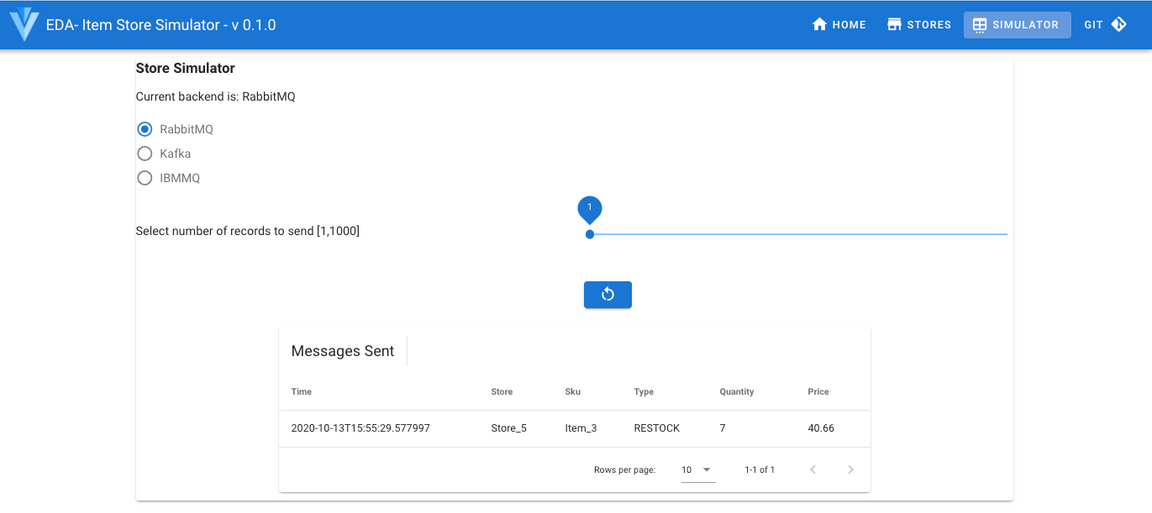 EDA- Item Store Simulator - v 0.1.0 HOME STORES SIMULATOR GIT
Store Simulator
Current backend is: RabbitMQ
RabbitMQ
Kafka
IBMMQ
1
Select number of records to send [1,1000]
Messages Sent
Time Store Sku Type Quantity Price
2020-10-13T15:55:29.577997 Store_5 Item_3 RESTOCK 7 40.66
Rows per page: 10 1-1 of 1